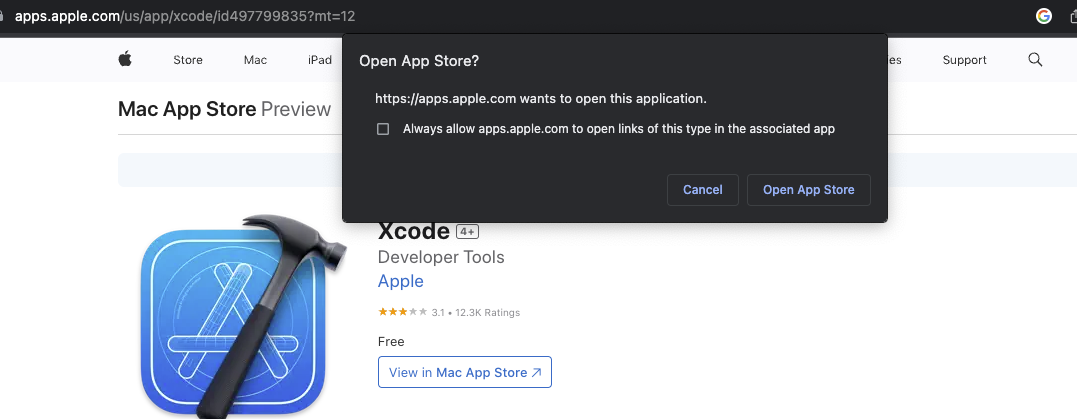 apps.apple.com/us/app/xcode/id497799835?mt=12
Store Mac iPad Support
Open App Store?
https://apps.apple.com wants to open this application.
Always allow apps.apple.com to open links of this type in the associated app
Cancel Open App Store
Mac App Store Preview
Xcode 4+
Developer Tools
Apple
3.1 • 12.3K Ratings
Free
View in Mac App Store ↗